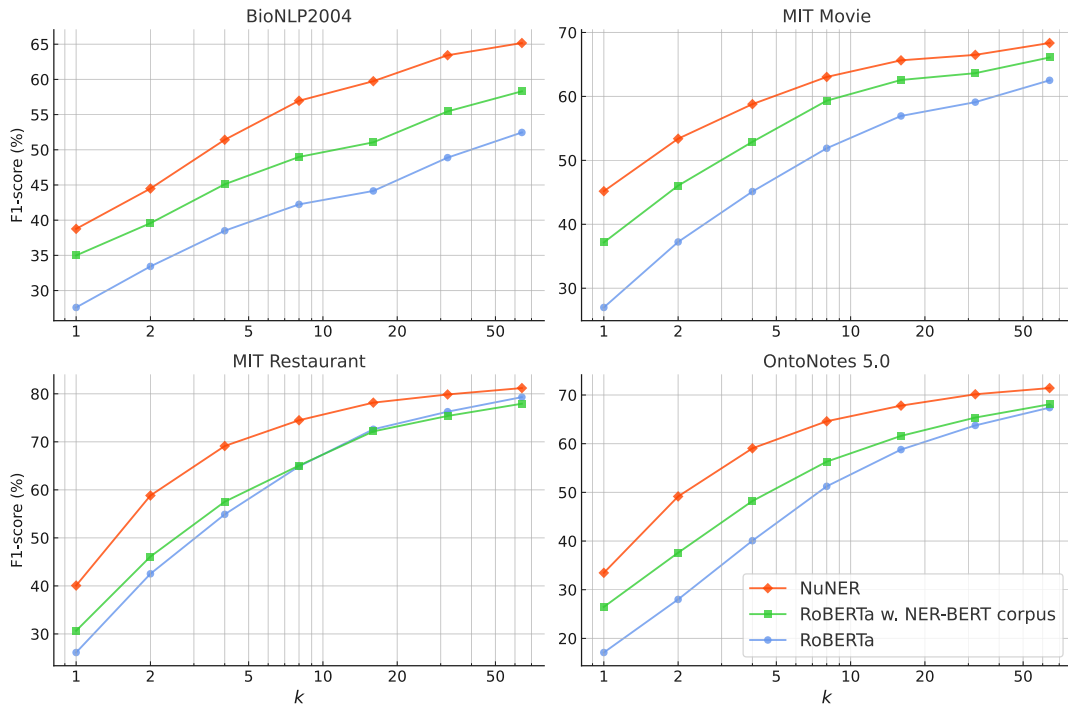 BioNLP2004
F1-score (%)
65
60
55
50
45
40
35
30
1 2 5 10 20 50
MIT Movie
70
60
50
40
30
1 2 5 10 20 50
MIT Restaurant
F1-score (%)
80
70
60
50
40
30
1 2 5 10 20 50
k
OntoNotes 5.0
70
60
50
40
30
20
NuNER
RoBERTa w. NER-BERT corpus
RoBERTa
1 2 5 10 20 50
k